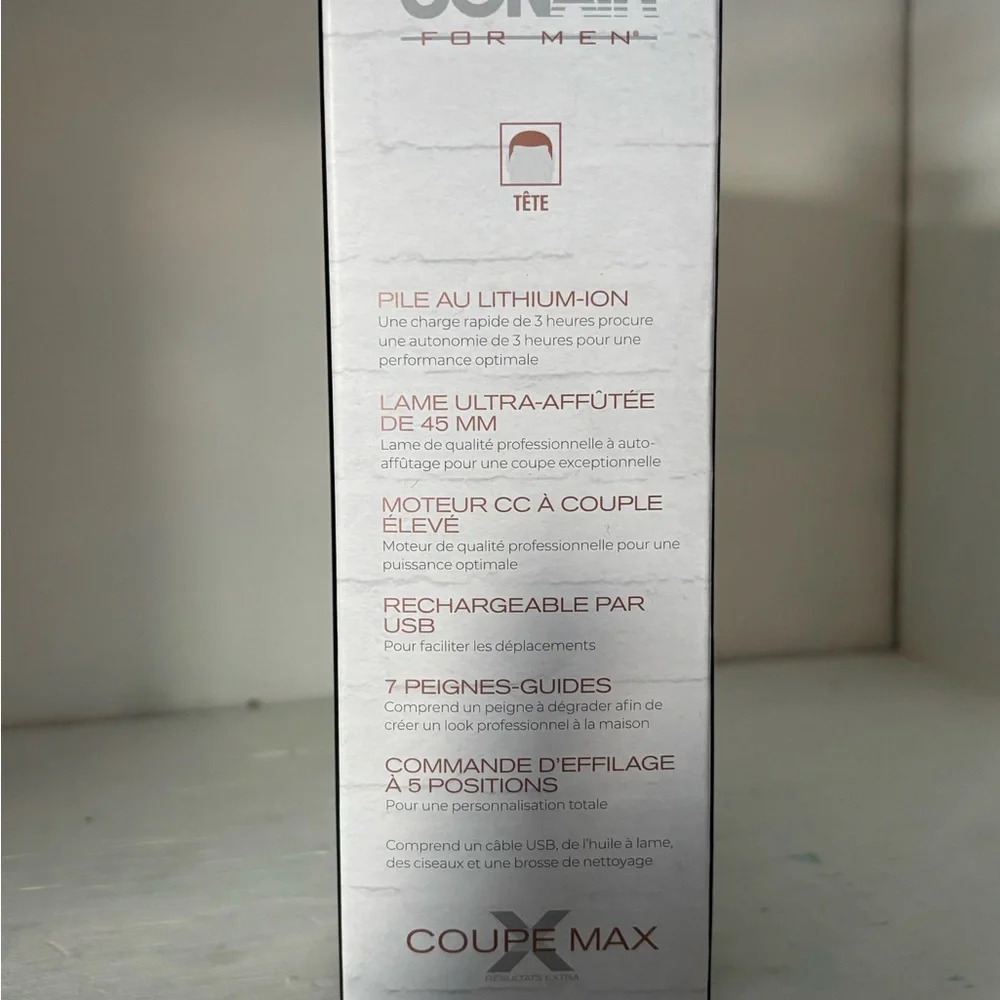 CONAIR
FOR MEN®
TÊTE
PILE AU LITHIUM-ION
Une charge rapide de 3 heures procure
une autonomie de 3 heures pour une
performance optimale
LAME ULTRA-AFFÛTÉE
DE 45 MM
Lame de qualité professionnelle à auto-
affûtage pour une coupe exceptionnelle
MOTEUR CC À COUPLE
ÉLEVÉ
Moteur de qualité professionnelle pour une
puissance optimale
RECHARGEABLE PAR
USB
Pour faciliter les déplacements
7 PEIGNES-GUIDES
Comprend un peigne à dégrader afin de
créer un look professionnel à la maison
COMMANDE D'EFFILAGE
À 5 POSITIONS
Pour une personnalisation totale
Comprend un câble USB, de l'huile à lame,
des ciseaux et une brosse de nettoyage
X
COUPE MAX
RÉSULTATS EXTRA